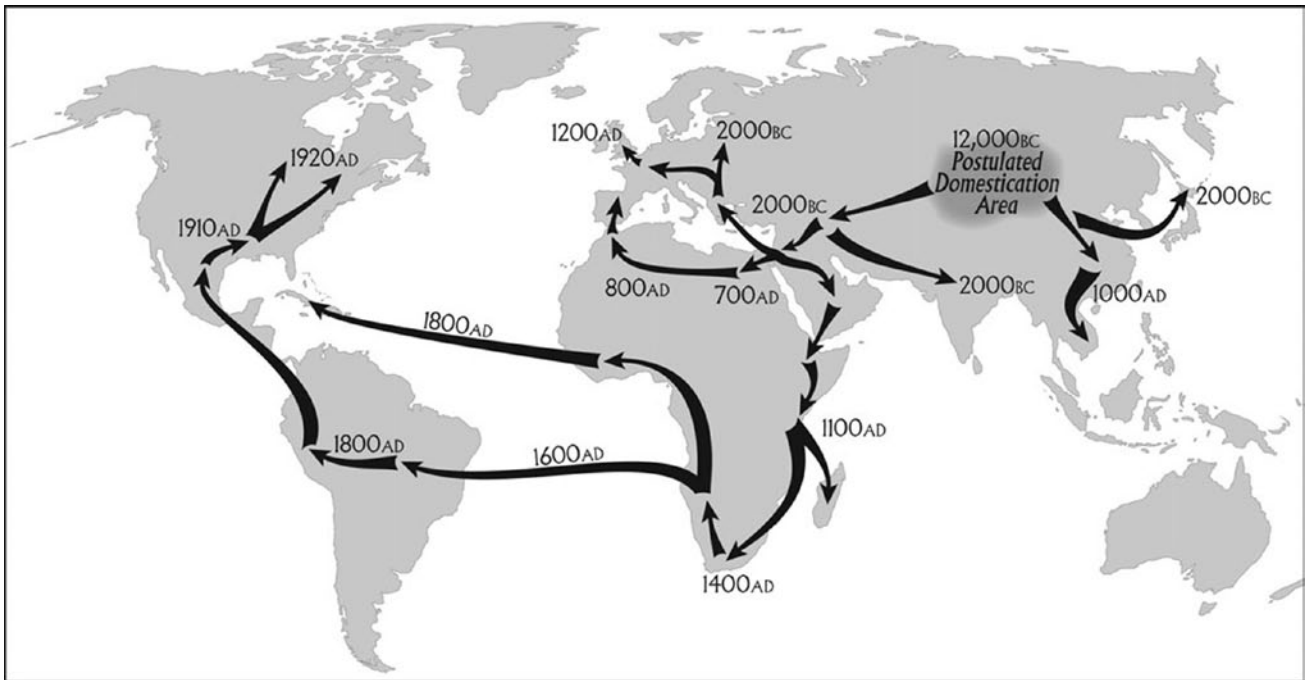 1200AD
2000BC
12,000BC
Postulated
Domestication
Area
1920AD
2000BC
2000BC
1910AD
800AD
700AD
2000BC
1000AD
1800AD
1100AD
1800AD
1600AD
1400AD